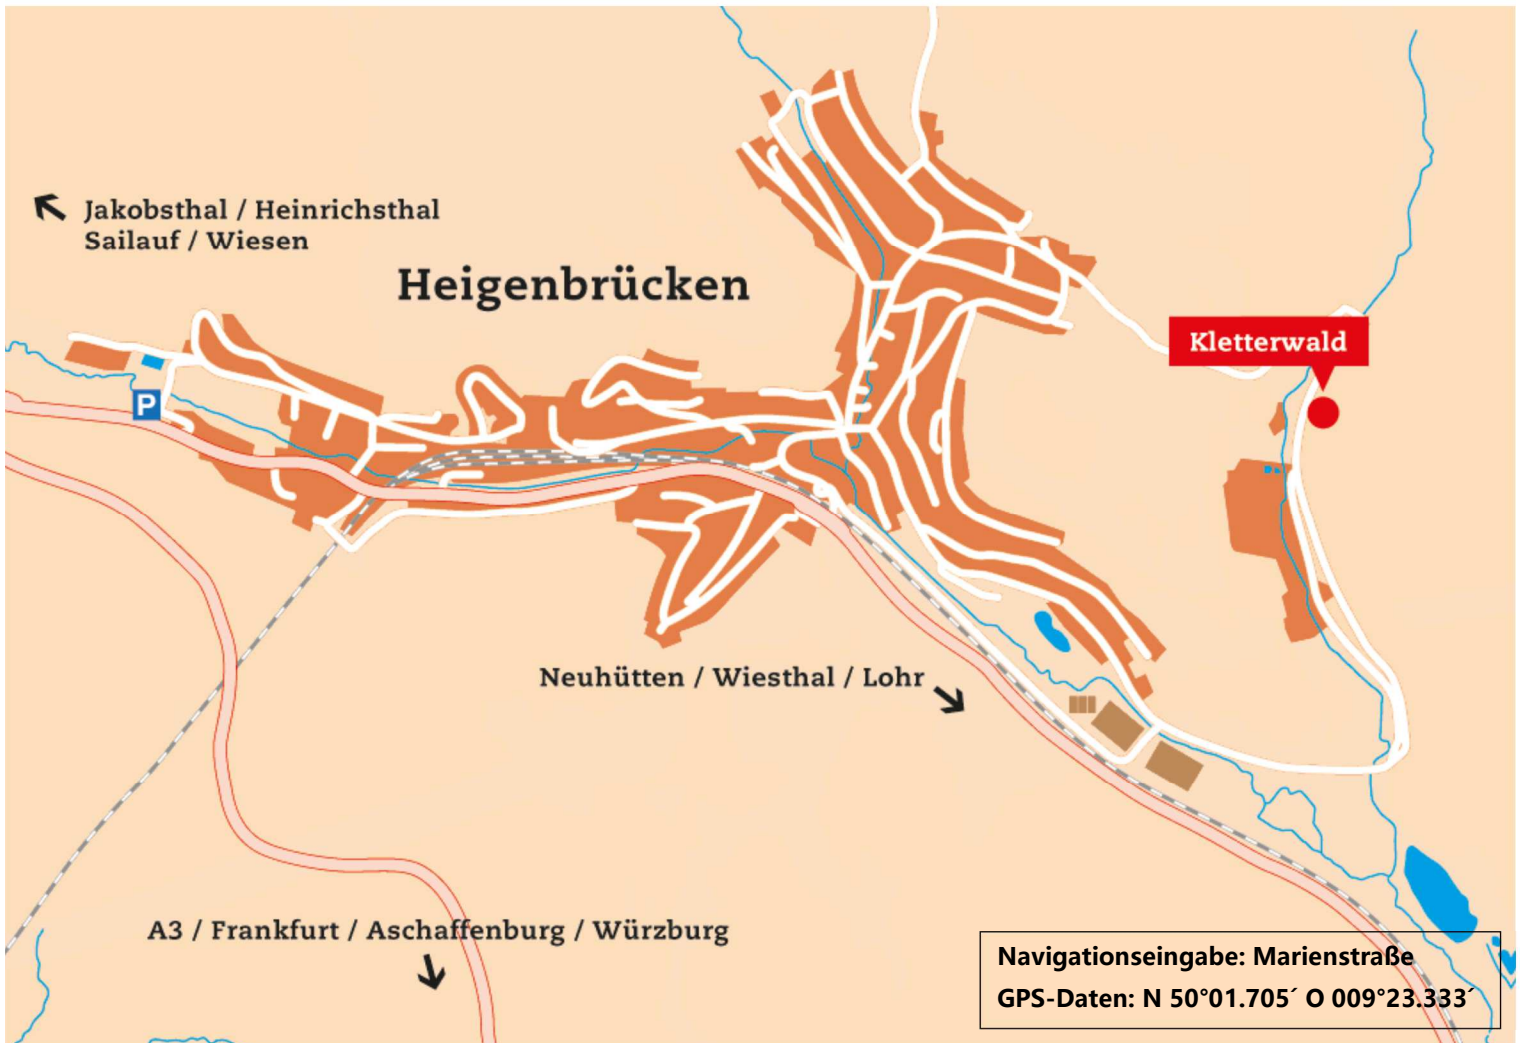 Jakobsthal / Heinrichsthal
Sailauf / Wiesen
Heigenbrücken
Kletterwald
P
Neuhütten / Wiesthal / Lohr
A3 / Frankfurt / Aschaffenburg / Würzburg
Navigationseingabe: Marienstraße
GPS-Daten: N 50°01.705´ O 009°23.333´